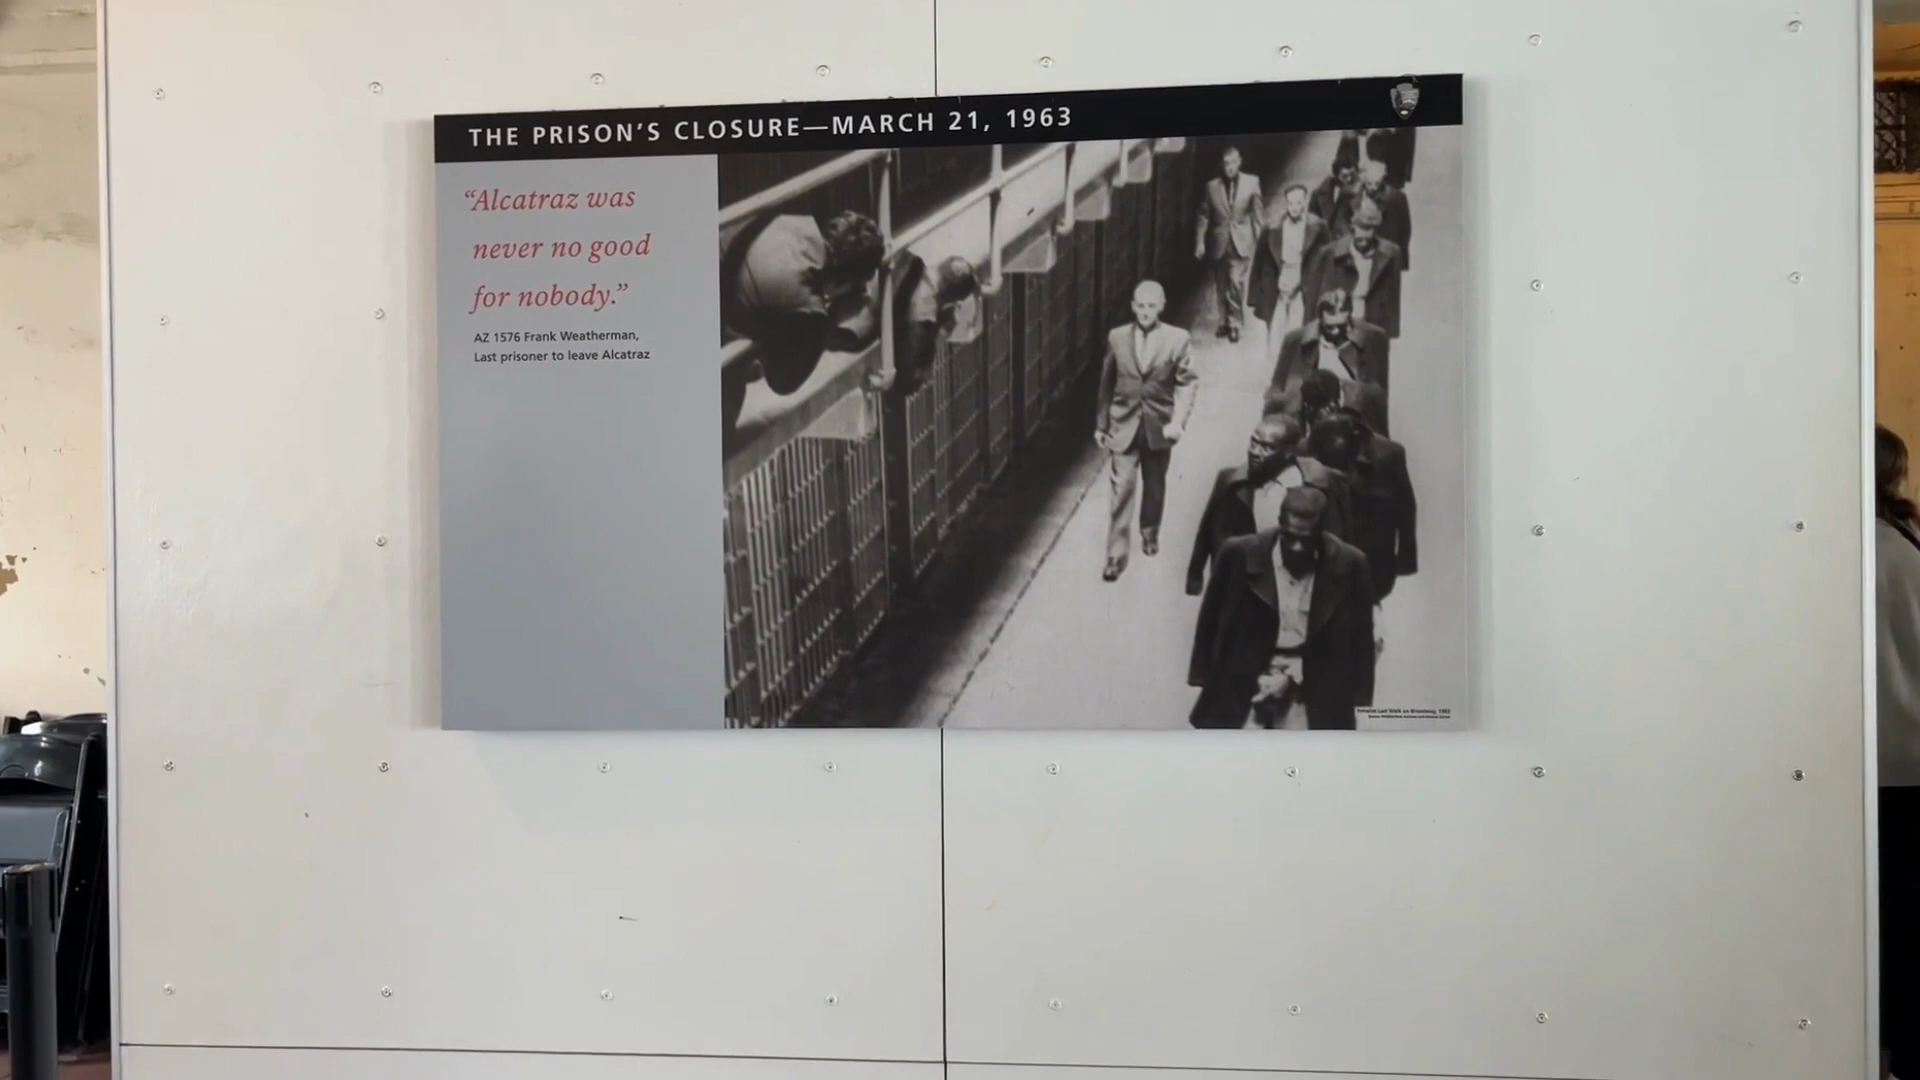 THE PRISON'S CLOSURE—MARCH 21, 1963
“Alcatraz was
never no good
for nobody.”
AZ 1576 Frank Weatherman,
Last prisoner to leave Alcatraz